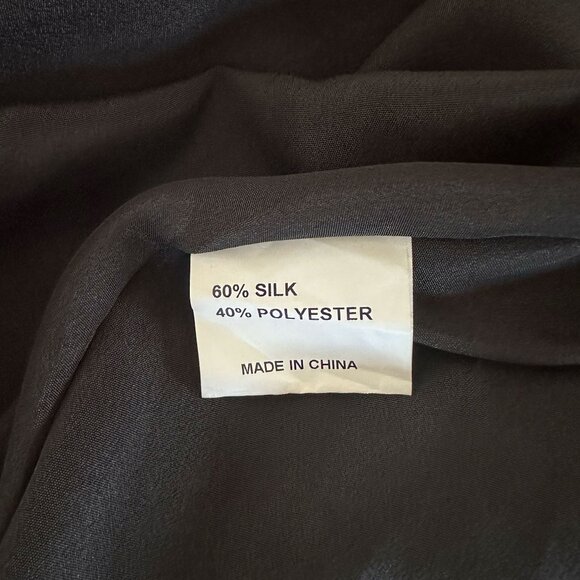 60% SILK
40% POLYESTER
MADE IN CHINA